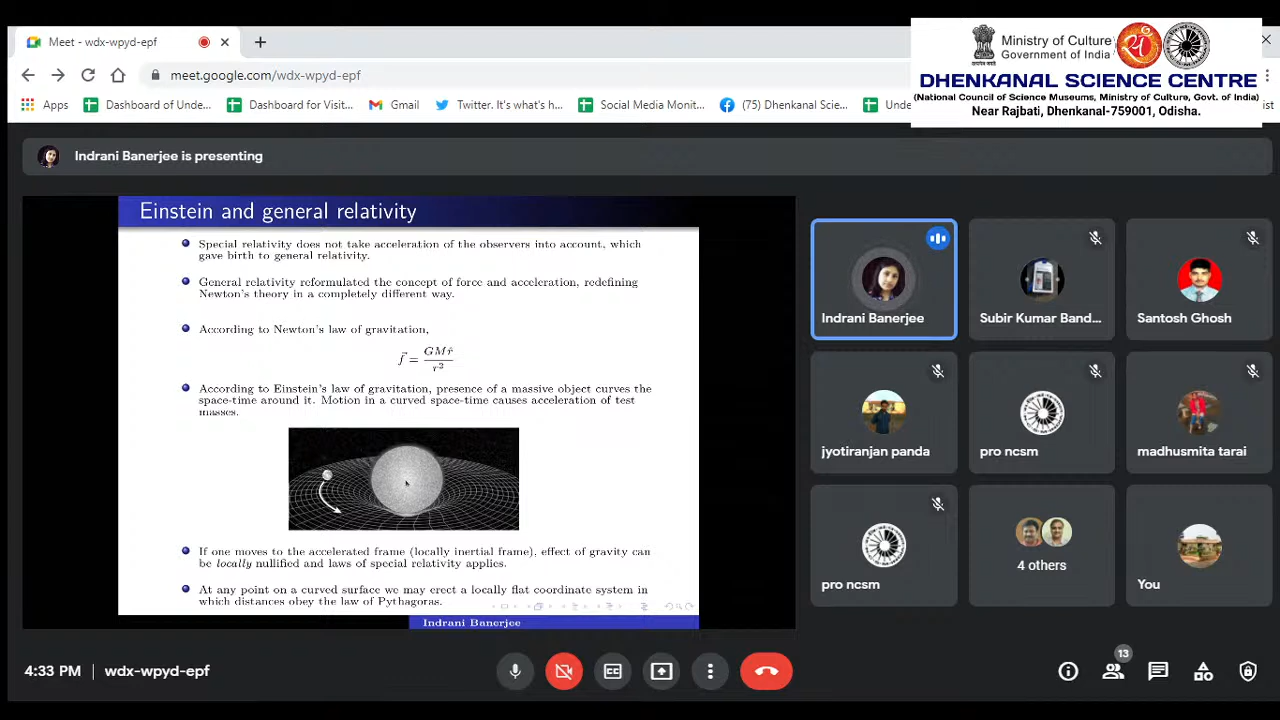 Meet - wdx-wpyd-epf
Ministry of Culture
Government of India
DHENKANAL SCIENCE CENTRE
(National Council of Science Museums, Ministry of Culture, Govt. of India)
Near Rajbati, Dhenkanal-759001, Odisha.
meet.google.com/wdx-wpyd-epf
Apps
Dashboard of Unde...
Dashboard for Visit...
Gmail
Twitter. It's what's h...
Social Media Monit...
(75) Dhenkanal Scie...
Unde
ist
Indrani Banerjee is presenting
Einstein and general relativity
Special relativity does not take acceleration of the observers into account, which
gave birth to general relativity.
General relativity reformulated the concept of force and acceleration, redefining
Newton's theory in a completely different way.
According to Newton's law of gravitation,
f⃗ = GMr̂ / r²
According to Einstein's law of gravitation, presence of a massive object curves the
space-time around it. Motion in a curved space-time causes acceleration of test
masses.
If one moves to the accelerated frame (locally inertial frame), effect of gravity can
be locally nullified and laws of special relativity applies.
At any point on a curved surface we may erect a locally flat coordinate system in
which distances obey the law of Pythagoras.
Indrani Banerjee
Indrani Banerjee
Subir Kumar Band...
Santosh Ghosh
jyotiranjan panda
pro ncsm
madhusmita tarai
pro ncsm
4 others
You
4:33 PM | wdx-wpyd-epf
13